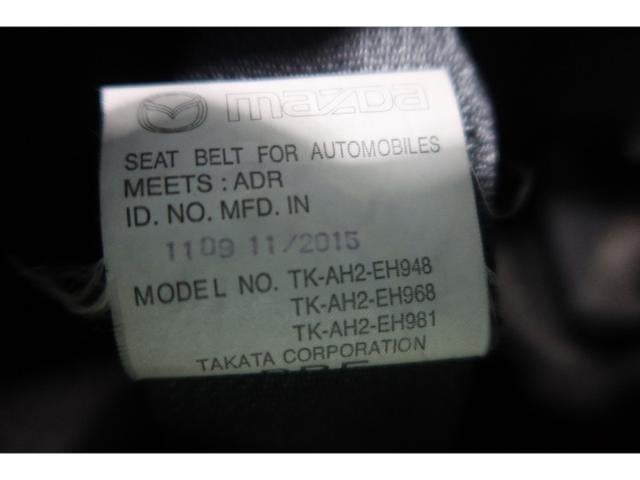 mazda
SEAT BELT FOR AUTOMOBILES
MEETS : ADR
ID. NO. MFD. IN
1109 11/2015
MODEL NO. TK-AH2-EH948
TK-AH2-EH968
TK-AH2-EH981
TAKATA CORPORATION